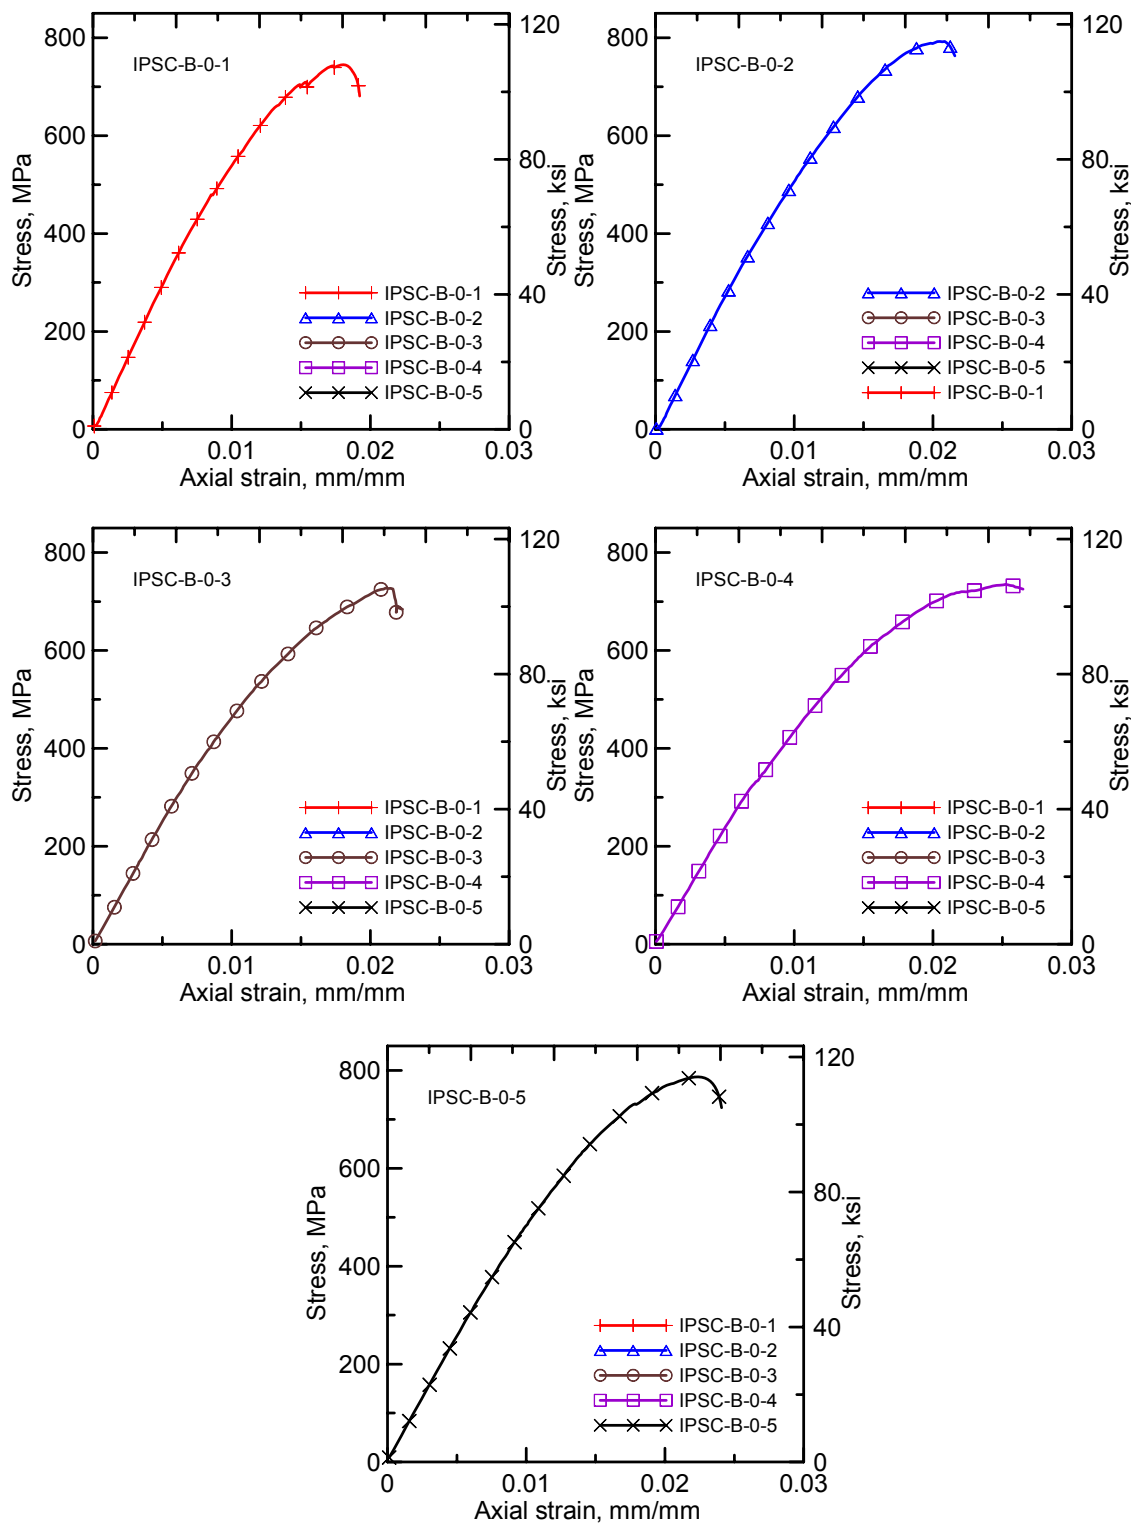 IPSC-B-0-1
800
600
400
200
0
Stress, MPa
120
80
40
0
Stress, ksi
IPSC-B-0-1
IPSC-B-0-2
IPSC-B-0-3
IPSC-B-0-4
IPSC-B-0-5
0 0.01 0.02 0.03
Axial strain, mm/mm
IPSC-B-0-2
800
600
400
200
0
Stress, MPa
120
80
40
0
Stress, ksi
IPSC-B-0-2
IPSC-B-0-3
IPSC-B-0-4
IPSC-B-0-5
IPSC-B-0-1
0 0.01 0.02 0.03
Axial strain, mm/mm
IPSC-B-0-3
800
600
400
200
0
Stress, MPa
120
80
40
0
Stress, ksi
IPSC-B-0-1
IPSC-B-0-2
IPSC-B-0-3
IPSC-B-0-4
IPSC-B-0-5
0 0.01 0.02 0.03
Axial strain, mm/mm
IPSC-B-0-4
800
600
400
200
0
Stress, MPa
120
80
40
0
Stress, ksi
IPSC-B-0-1
IPSC-B-0-2
IPSC-B-0-3
IPSC-B-0-4
IPSC-B-0-5
0 0.01 0.02 0.03
Axial strain, mm/mm
IPSC-B-0-5
800
600
400
200
0
Stress, MPa
120
80
40
0
Stress, ksi
IPSC-B-0-1
IPSC-B-0-2
IPSC-B-0-3
IPSC-B-0-4
IPSC-B-0-5
0 0.01 0.02 0.03
Axial strain, mm/mm